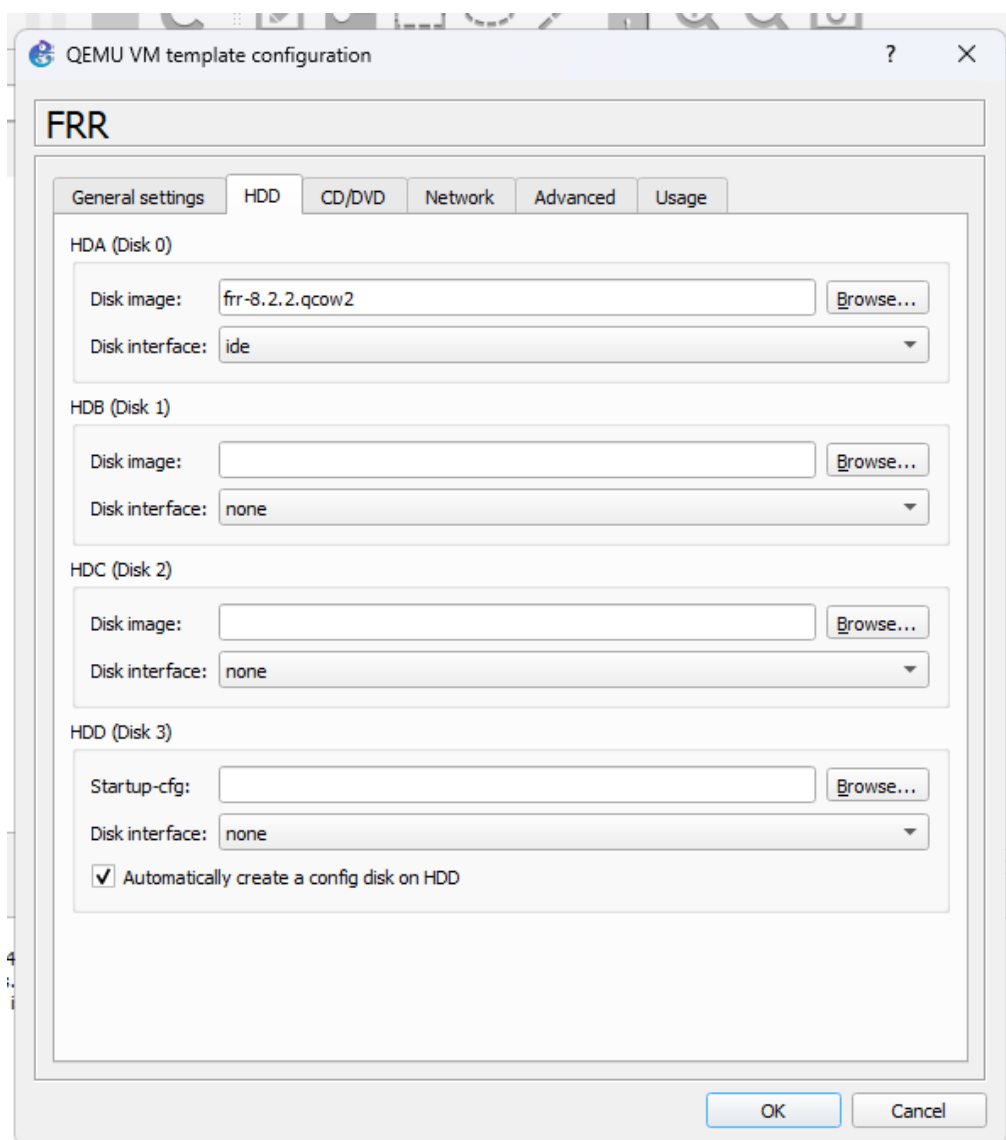 QEMU VM template configuration ? ×
FRR
General settings HDD CD/DVD Network Advanced Usage
HDA (Disk 0)
Disk image: frr-8.2.2.qcow2 Browse...
Disk interface: ide
HDB (Disk 1)
Disk image: Browse...
Disk interface: none
HDC (Disk 2)
Disk image: Browse...
Disk interface: none
HDD (Disk 3)
Startup-cfg: Browse...
Disk interface: none
Automatically create a config disk on HDD
4
s.
i
OK Cancel